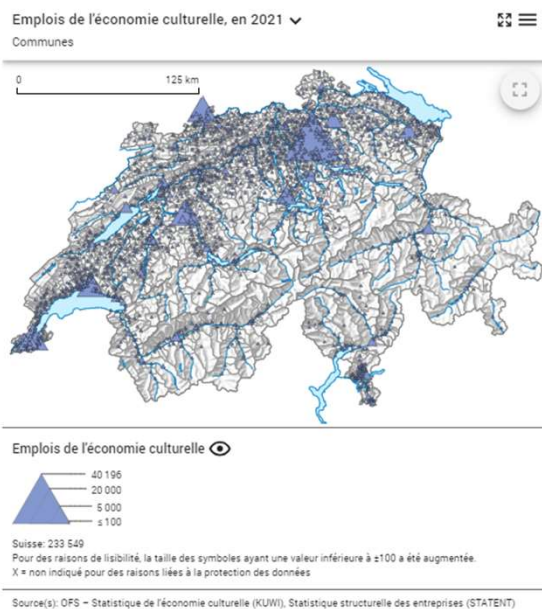 Emplois de l'économie culturelle, en 2021
Communes
0 125 km
Emplois de l'économie culturelle
40 196
20 000
5 000
≤ 100
Suisse: 233 549
Pour des raisons de lisibilité, la taille des symboles ayant une valeur inférieure à ±100 a été augmentée.
X = non indiqué pour des raisons liées à la protection des données
Source(s): OFS – Statistique de l'économie culturelle (KUWI), Statistique structurelle des entreprises (STATENT)